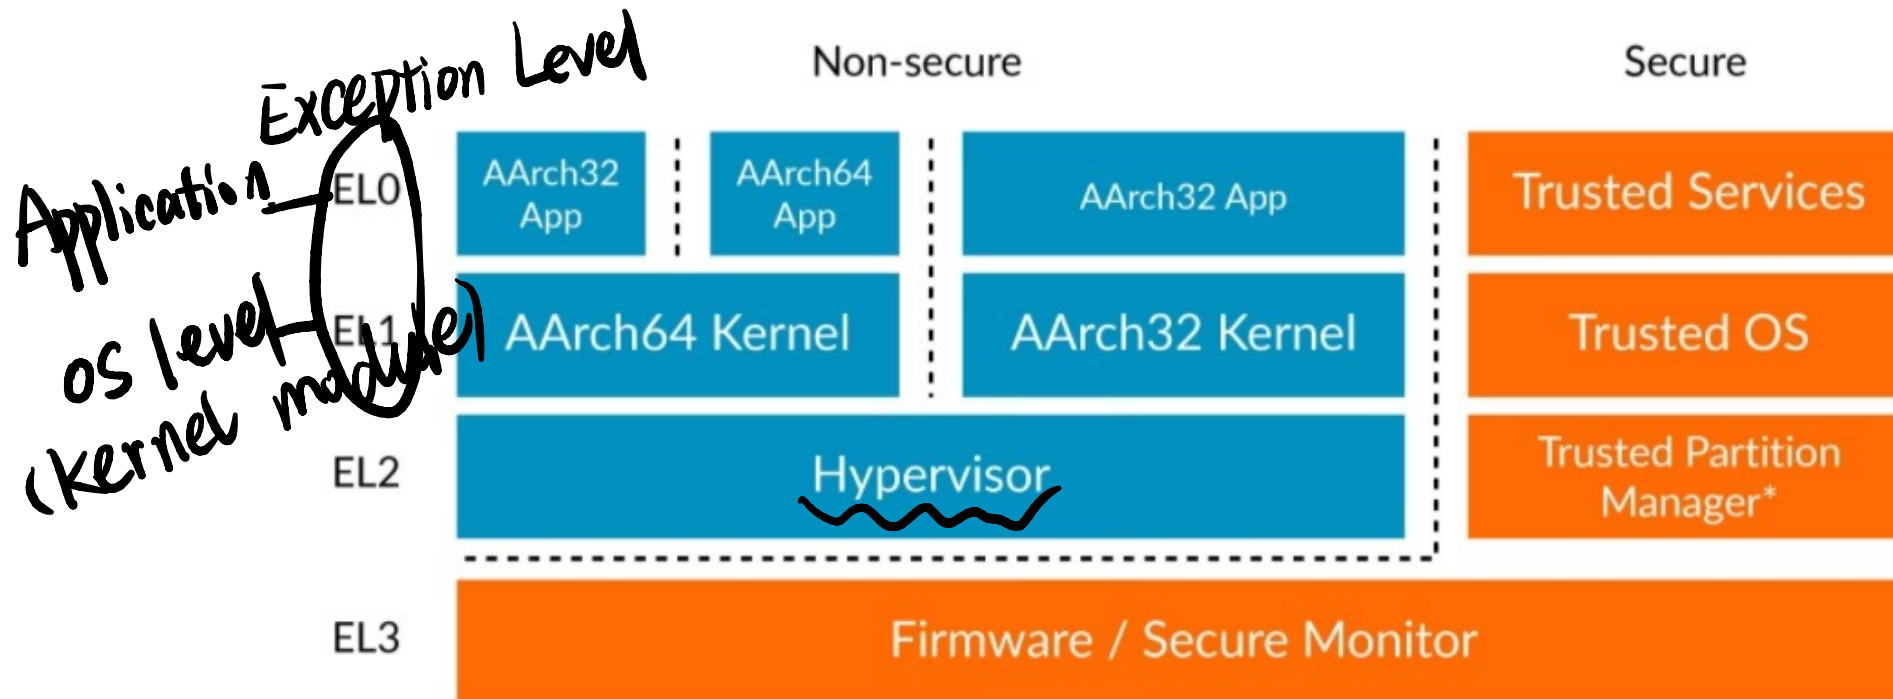 Exception Level
Non-secure
Secure
Application
EL0
AArch32
App
AArch64
App
AArch32 App
Trusted Services
OS level
(kernel module)
EL1
AArch64 Kernel
AArch32 Kernel
Trusted OS
EL2
Hypervisor
Trusted Partition
Manager*
EL3
Firmware / Secure Monitor